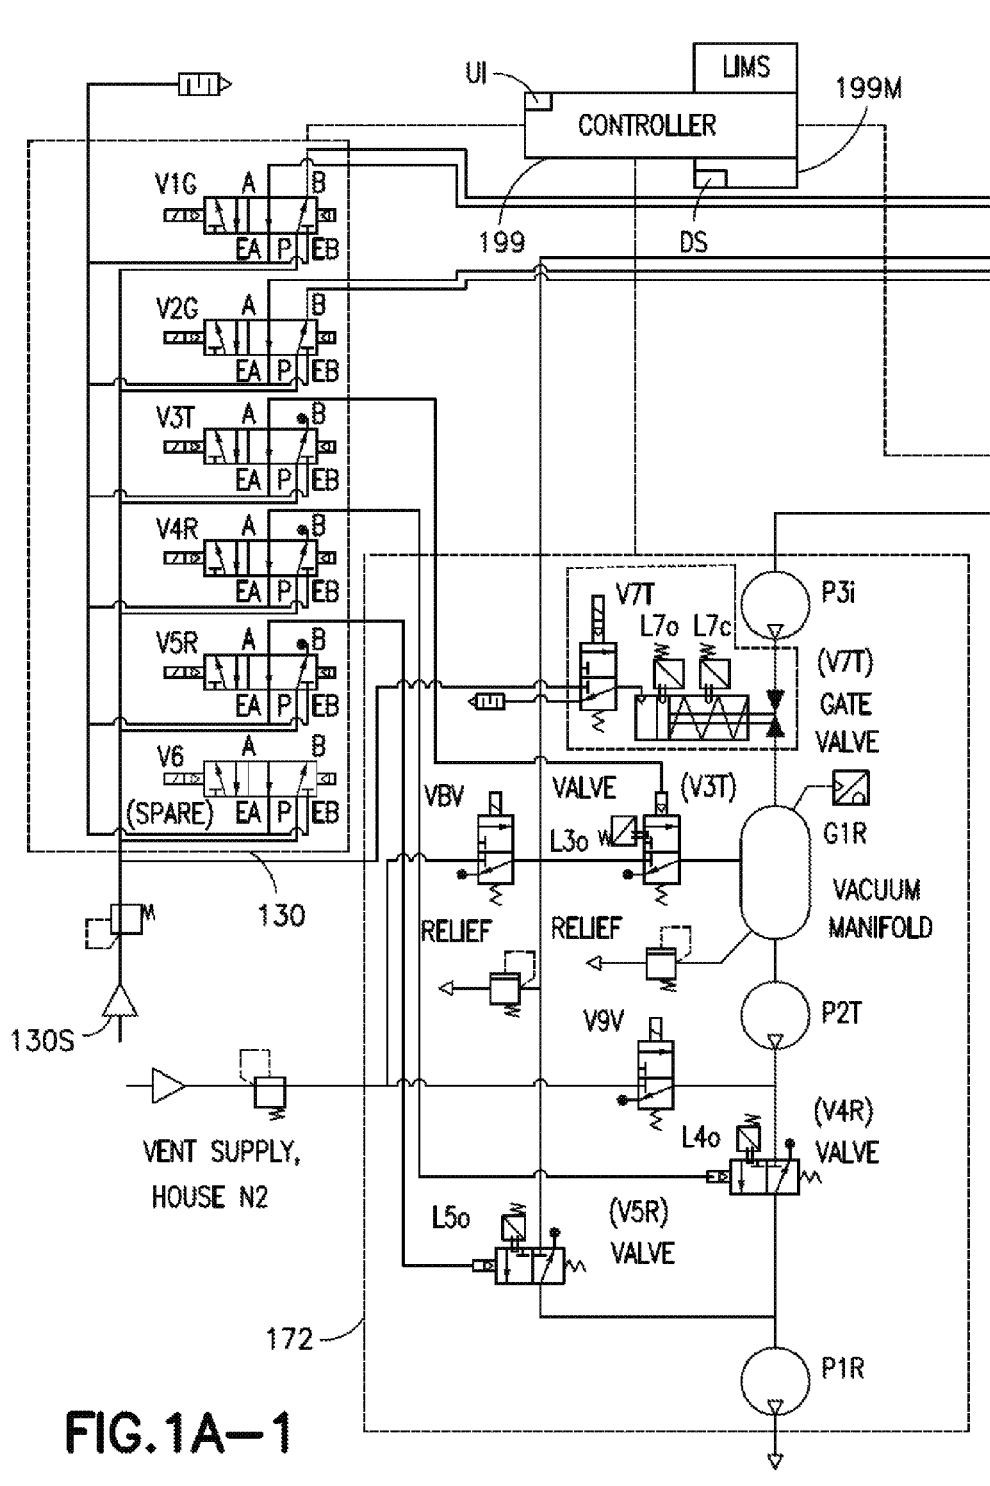 LIMS
UI
199M
CONTROLLER
199
DS
V1G A B
EA P EB
V2G A B
EA P EB
V3T A B
EA P EB
V4R A B
EA P EB
V5R A B
EA P EB
V6 A B
(SPARE) EA P EB
130
130S
V7T
L7o L7c
P3i
(V7T)
GATE
VALVE
VBV
VALVE (V3T)
L3o
G1R
VACUUM
MANIFOLD
RELIEF
RELIEF
P2T
V9V
VENT SUPPLY,
HOUSE N2
L4o
(V4R)
VALVE
L5o
(V5R)
VALVE
172
P1R
FIG.1A-1